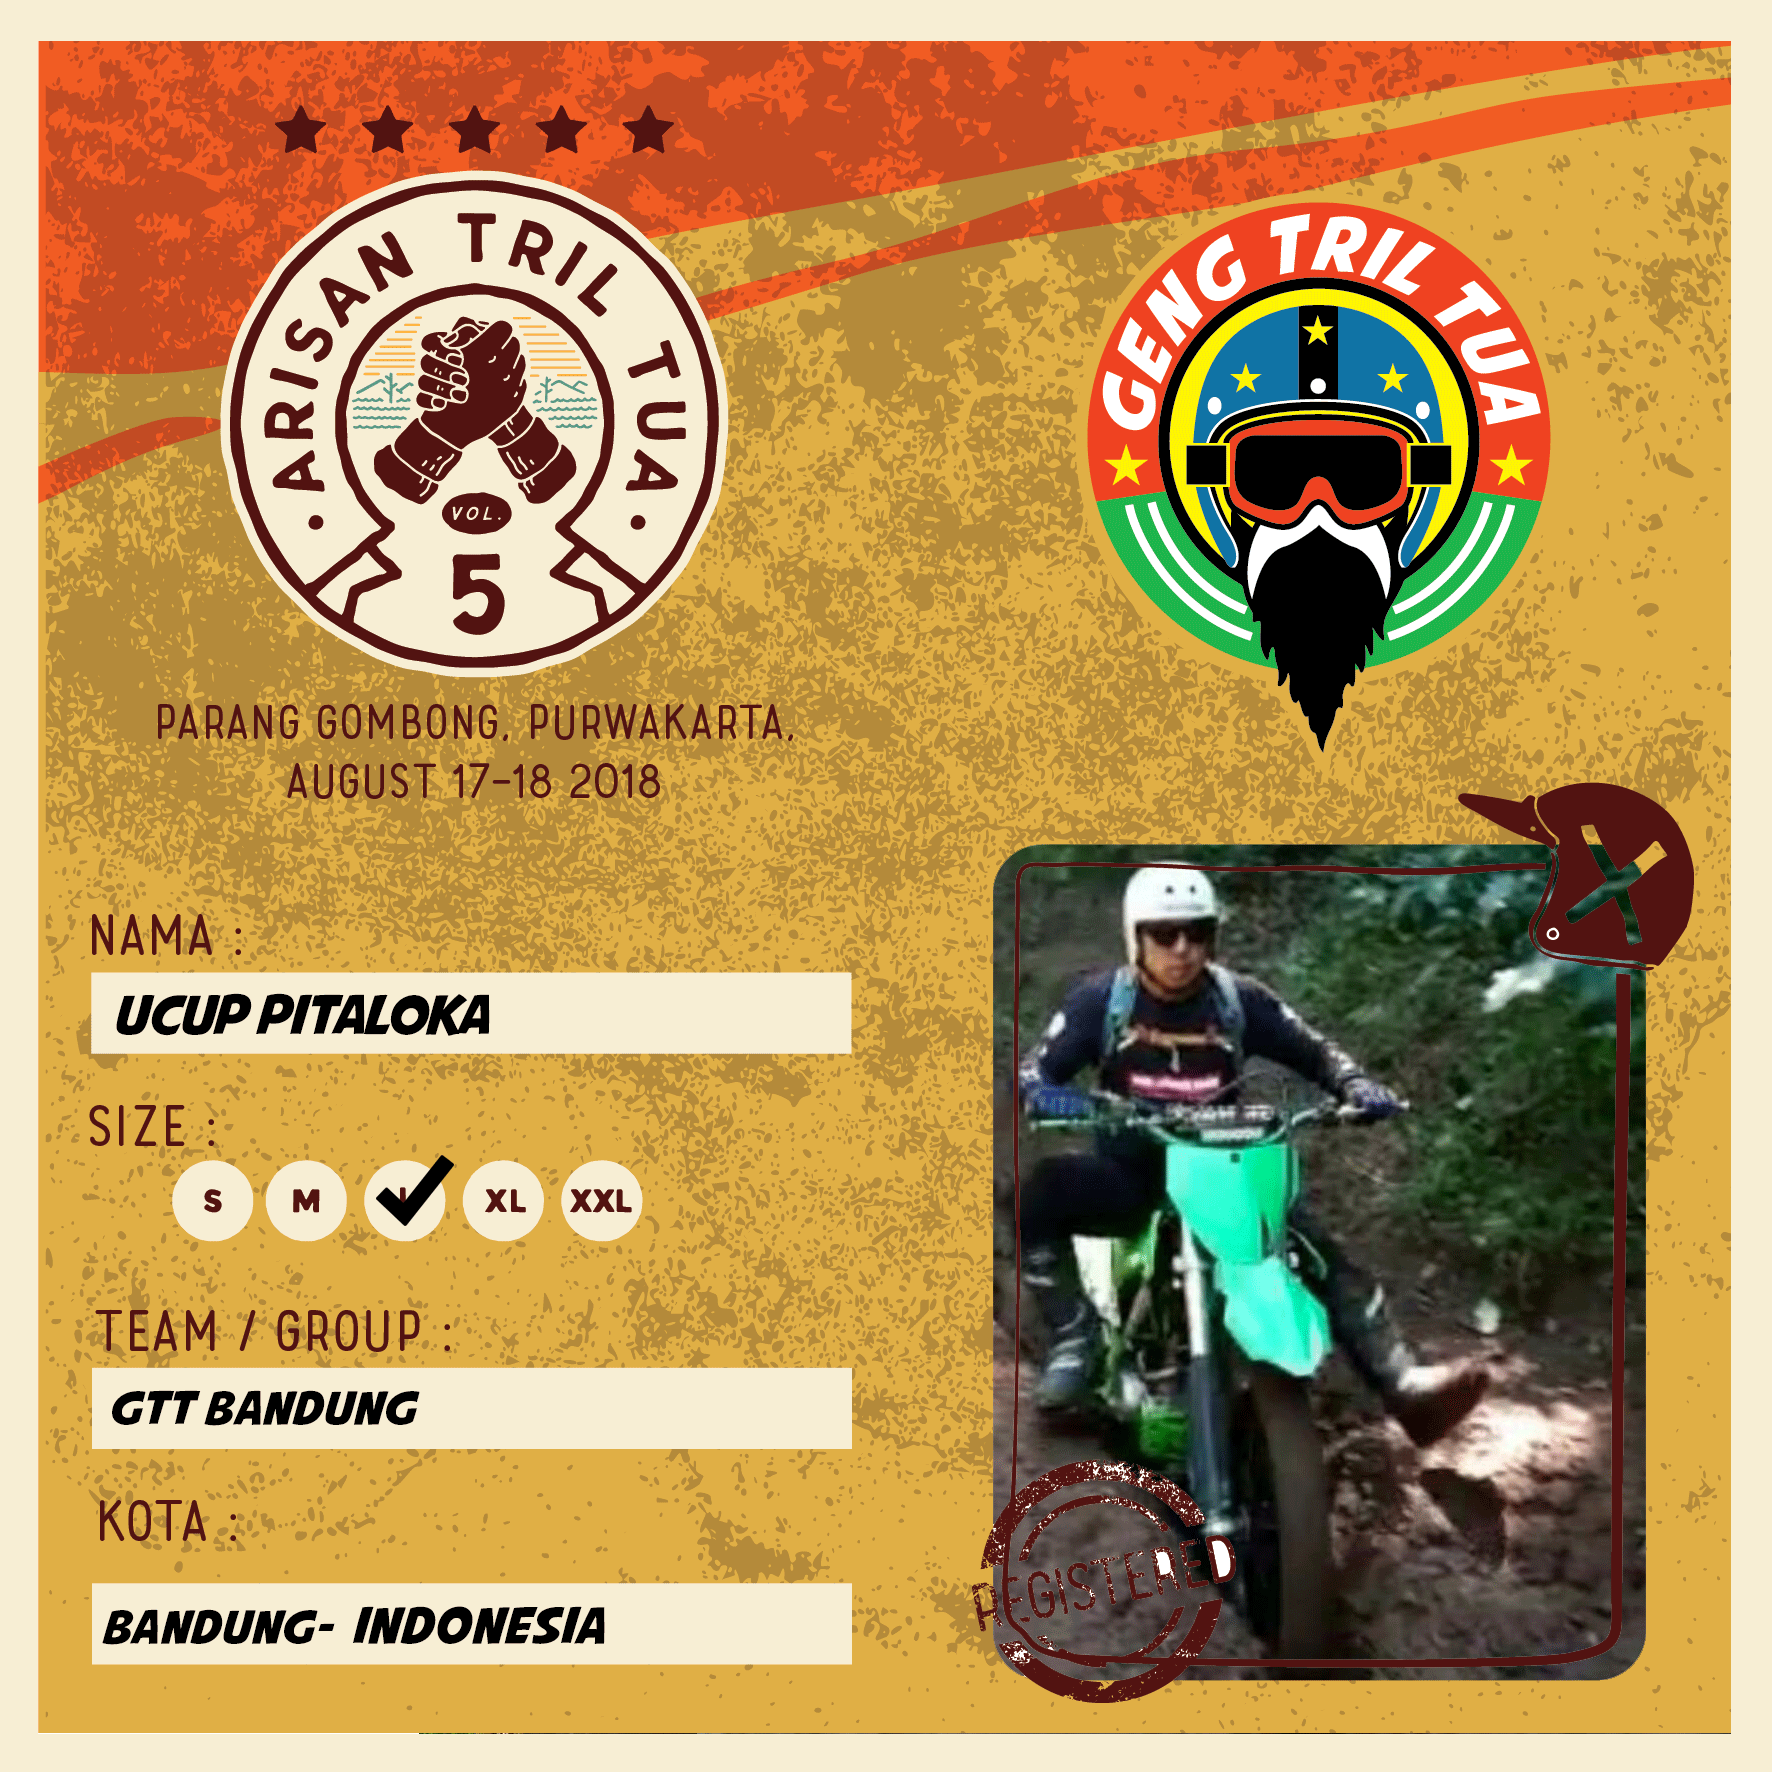 ARISAN TRIL TUA
VOL.
5
GENG TRIL TUA
PARANG GOMBONG, PURWAKARTA,
AUGUST 17-18 2018
NAMA :
UCUP PITALOKA
SIZE :
S M L XL XXL
TEAM / GROUP :
GTT BANDUNG
KOTA :
BANDUNG- INDONESIA
REGISTERED